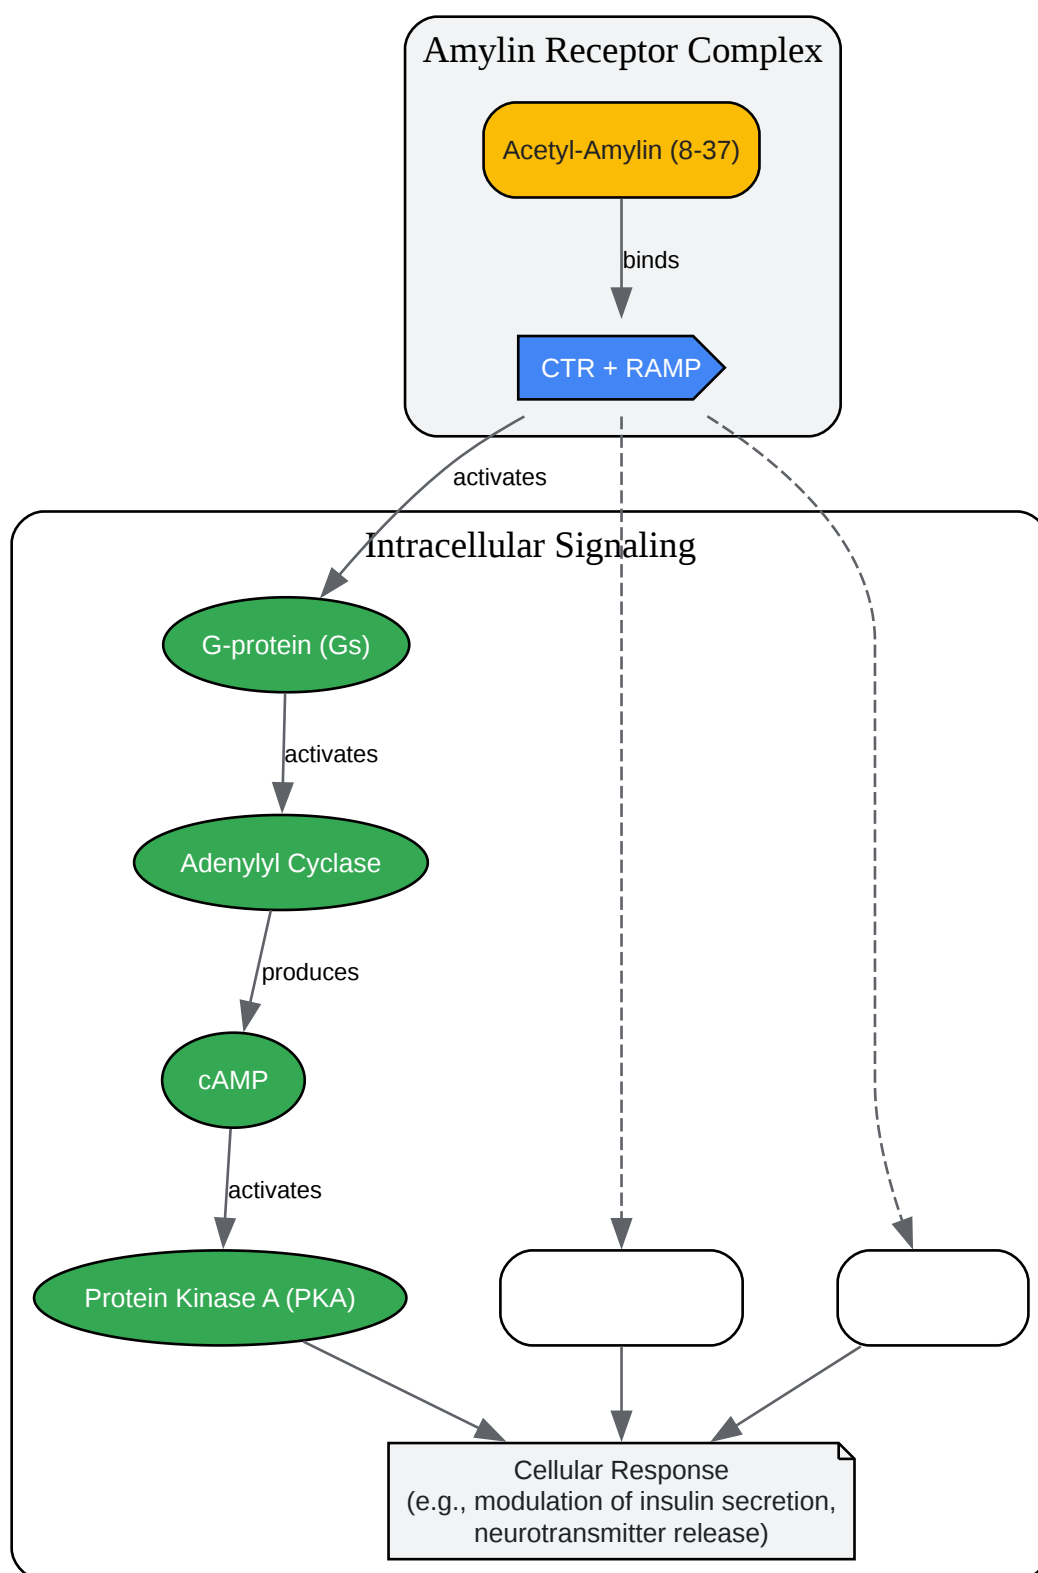 Amylin Receptor Complex
Acetyl-Amylin (8-37)
binds
CTR + RAMP
activates
Intracellular Signaling
G-protein (Gs)
activates
Adenylyl Cyclase
produces
cAMP
activates
Protein Kinase A (PKA)
Cellular Response
(e.g., modulation of insulin secretion,
neurotransmitter release)